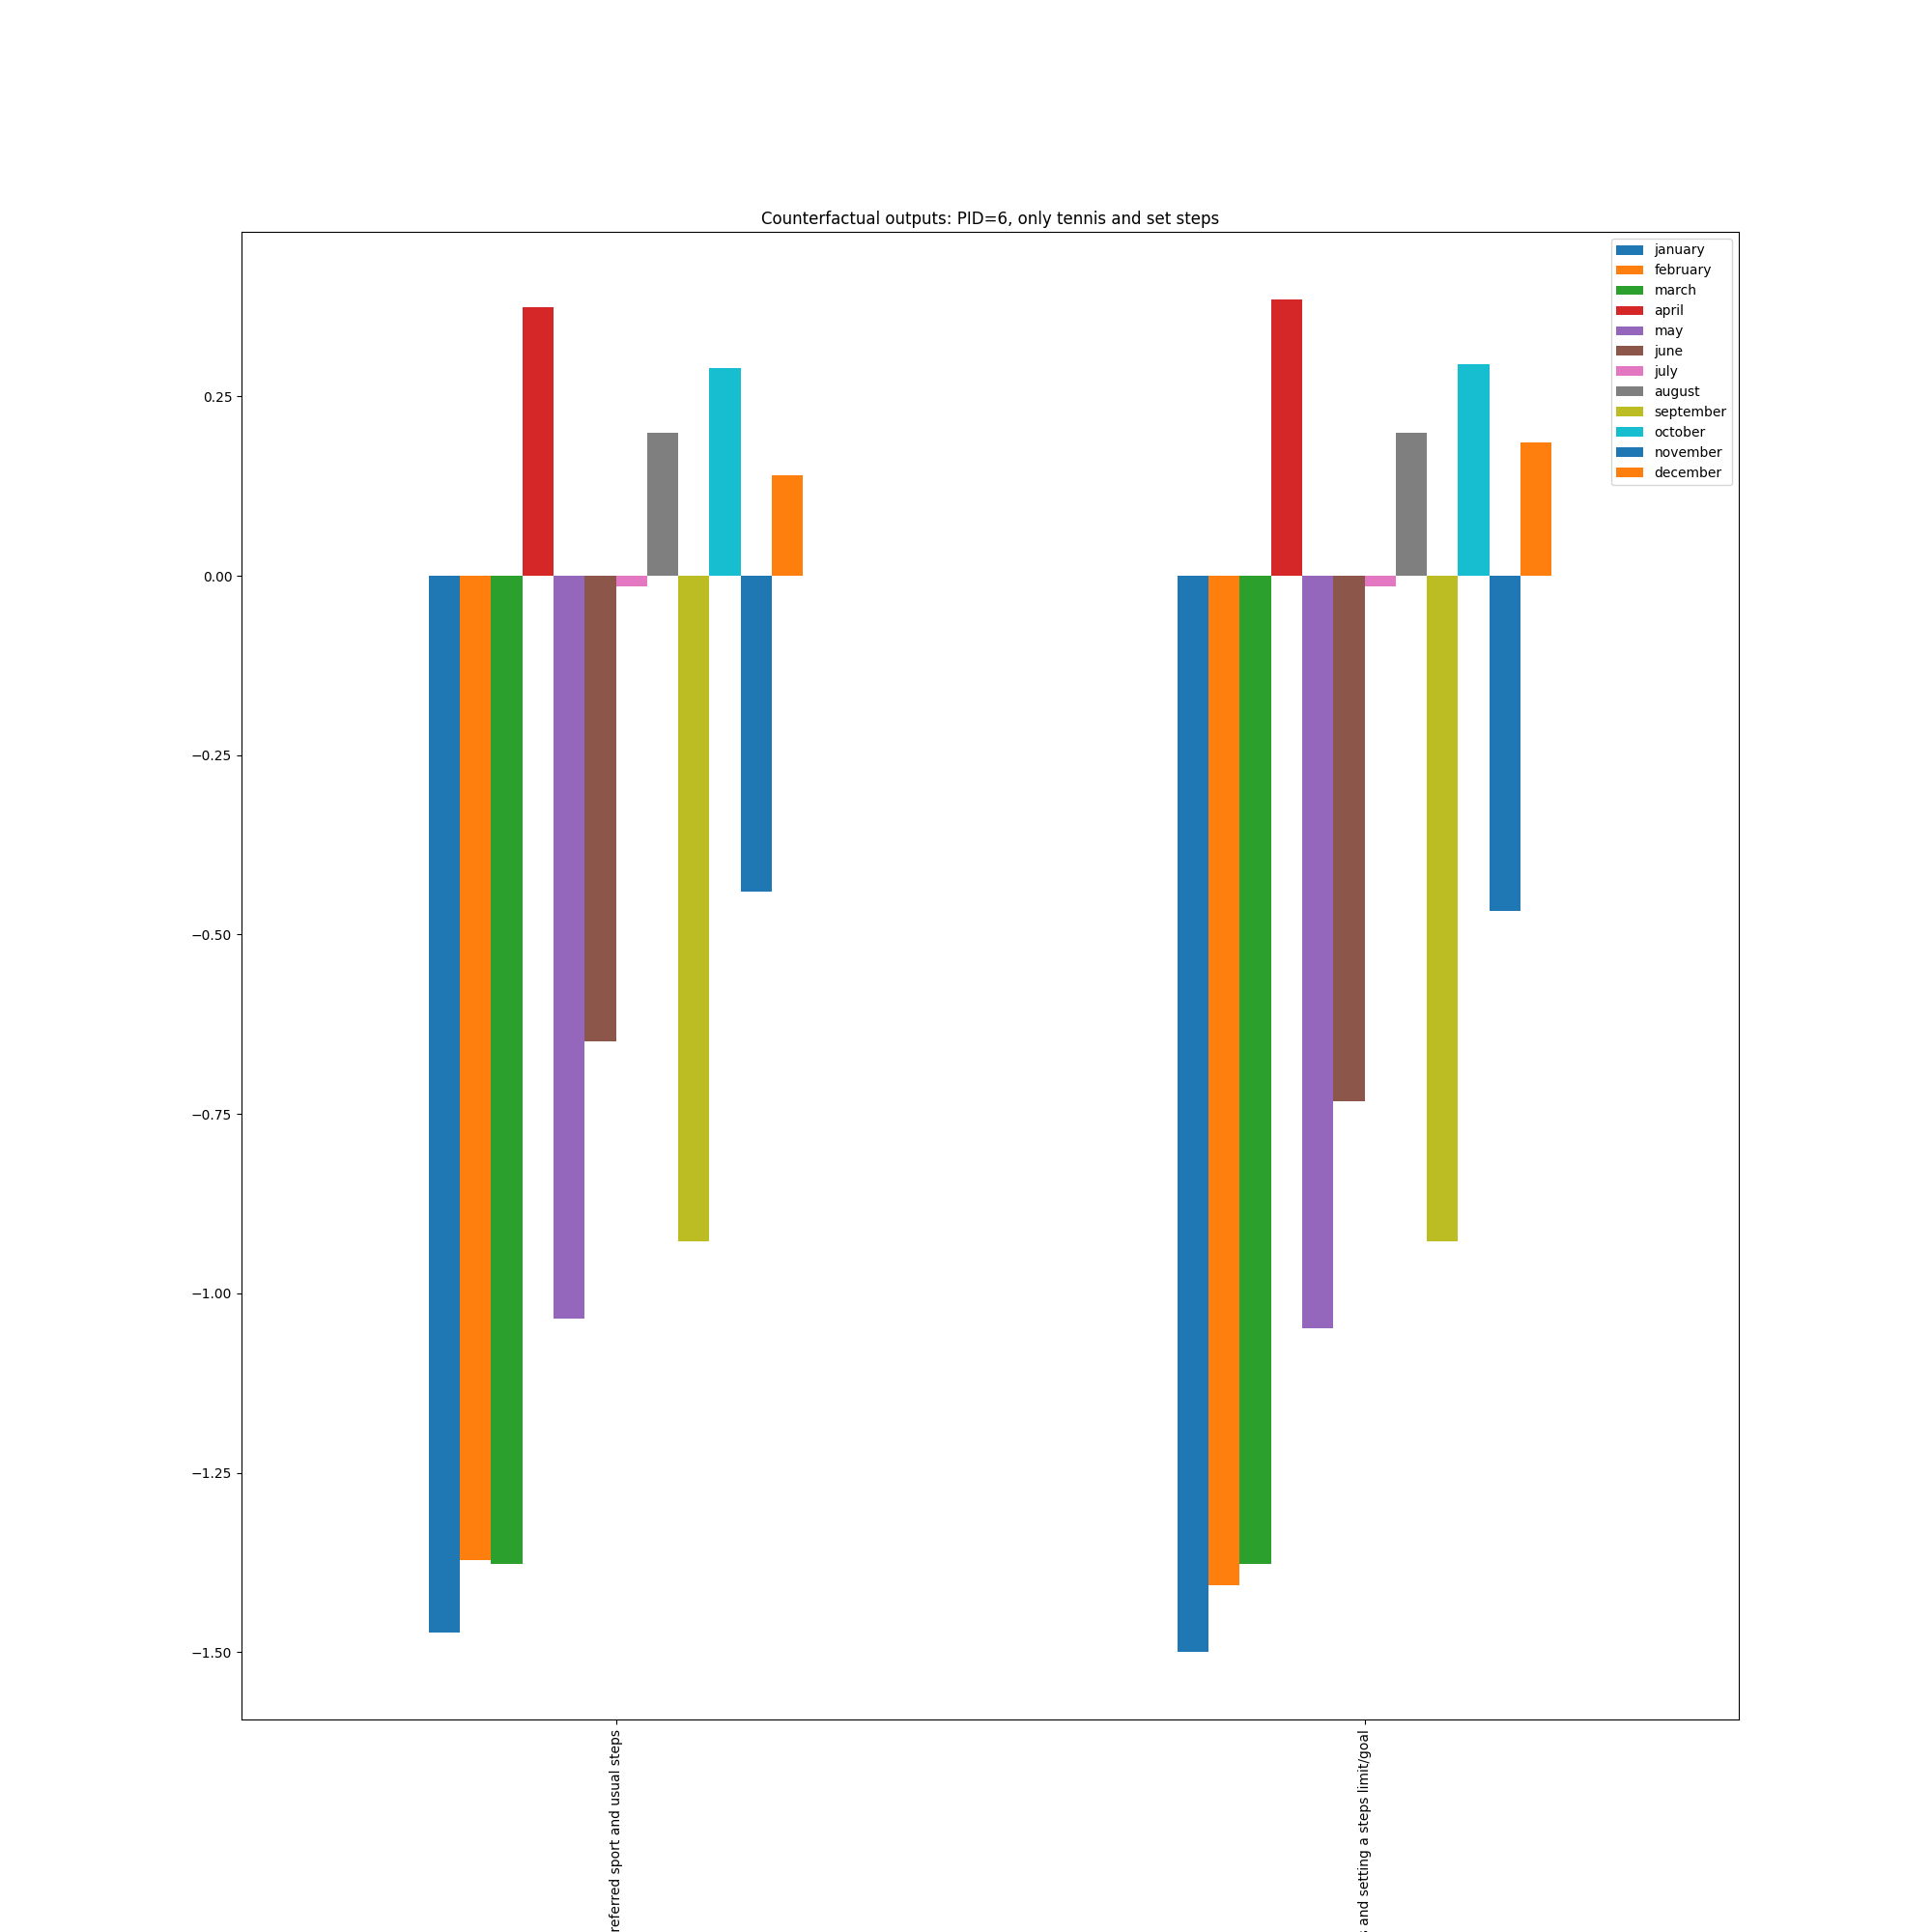 Counterfactual outputs: PID=6, only tennis and set steps
january
february
march
april
may
june
july
august
september
october
november
december
0.25
0.00
−0.25
−0.50
−0.75
−1.00
−1.25
−1.50
referred sport and usual steps
and setting a steps limit/goal